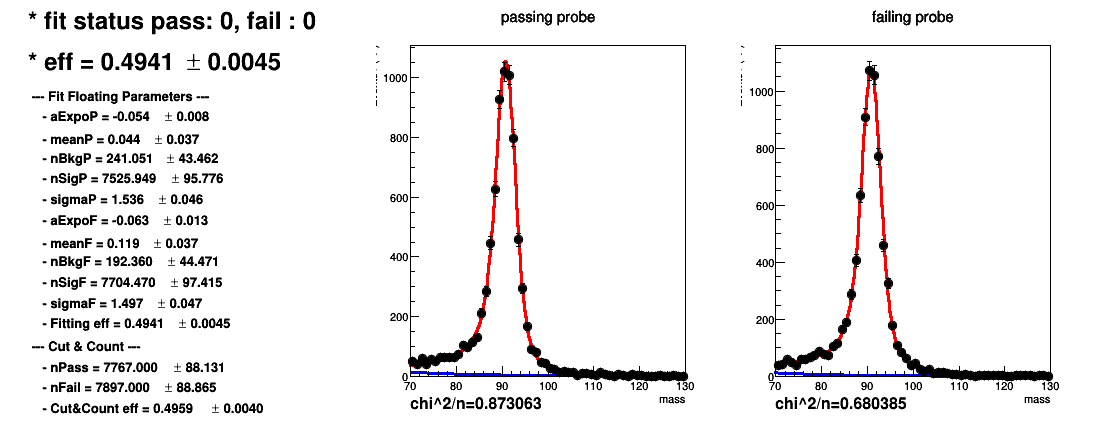 * fit status pass: 0, fail : 0
* eff = 0.4941 ± 0.0045
--- Fit Floating Parameters ---
- aExpoP = -0.054 ± 0.008
- meanP = 0.044 ± 0.037
- nBkgP = 241.051 ± 43.462
- nSigP = 7525.949 ± 95.776
- sigmaP = 1.536 ± 0.046
- aExpoF = -0.063 ± 0.013
- meanF = 0.119 ± 0.037
- nBkgF = 192.360 ± 44.471
- nSigF = 7704.470 ± 97.415
- sigmaF = 1.497 ± 0.047
- Fitting eff = 0.4941 ± 0.0045
--- Cut & Count ---
- nPass = 7767.000 ± 88.131
- nFail = 7897.000 ± 88.865
- Cut&Count eff = 0.4959 ± 0.0040
passing probe
1000
800
600
400
200
0
70 80 90 100 110 120 130
mass
chi^2/n=0.873063
failing probe
1000
800
600
400
200
0
70 80 90 100 110 120 130
mass
chi^2/n=0.680385